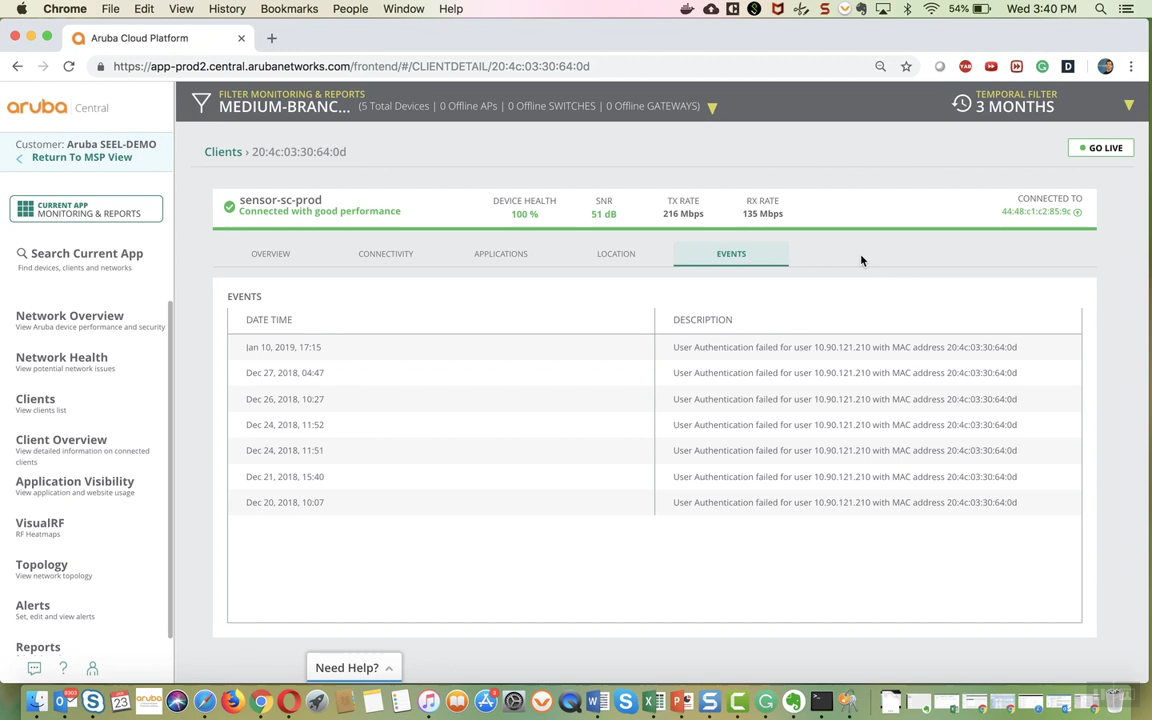 Chrome File Edit View History Bookmarks People Window Help 54% Wed 3:40 PM
Aruba Cloud Platform
https://app-prod2.central.arubanetworks.com/frontend/#/CLIENTDETAIL/20:4c:03:30:64:0d
aruba Central
FILTER MONITORING & REPORTS
MEDIUM-BRANC... (5 Total Devices | 0 Offline APs | 0 Offline SWITCHES | 0 Offline GATEWAYS)
TEMPORAL FILTER
3 MONTHS
Customer: Aruba SEEL-DEMO
Return To MSP View
CURRENT APP
MONITORING & REPORTS
Search Current App
Find devices, clients and networks
Network Overview
View Aruba device performance and security
Network Health
View potential network issues
Clients
View clients list
Client Overview
View detailed information on connected
clients
Application Visibility
View application and website usage
VisualRF
RF Heatmaps
Topology
View network topology
Alerts
Set, edit and view alerts
Reports
Clients › 20:4c:03:30:64:0d
GO LIVE
sensor-sc-prod
Connected with good performance
DEVICE HEALTH
100 %
SNR
51 dB
TX RATE
216 Mbps
RX RATE
135 Mbps
CONNECTED TO
44:48:c1:c2:85:9c
OVERVIEW CONNECTIVITY APPLICATIONS LOCATION EVENTS
EVENTS
DATE TIME DESCRIPTION
Jan 10, 2019, 17:15 User Authentication failed for user 10.90.121.210 with MAC address 20:4c:03:30:64:0d
Dec 27, 2018, 04:47 User Authentication failed for user 10.90.121.210 with MAC address 20:4c:03:30:64:0d
Dec 26, 2018, 10:27 User Authentication failed for user 10.90.121.210 with MAC address 20:4c:03:30:64:0d
Dec 24, 2018, 11:52 User Authentication failed for user 10.90.121.210 with MAC address 20:4c:03:30:64:0d
Dec 24, 2018, 11:51 User Authentication failed for user 10.90.121.210 with MAC address 20:4c:03:30:64:0d
Dec 21, 2018, 15:40 User Authentication failed for user 10.90.121.210 with MAC address 20:4c:03:30:64:0d
Dec 20, 2018, 10:07 User Authentication failed for user 10.90.121.210 with MAC address 20:4c:03:30:64:0d
Need Help?